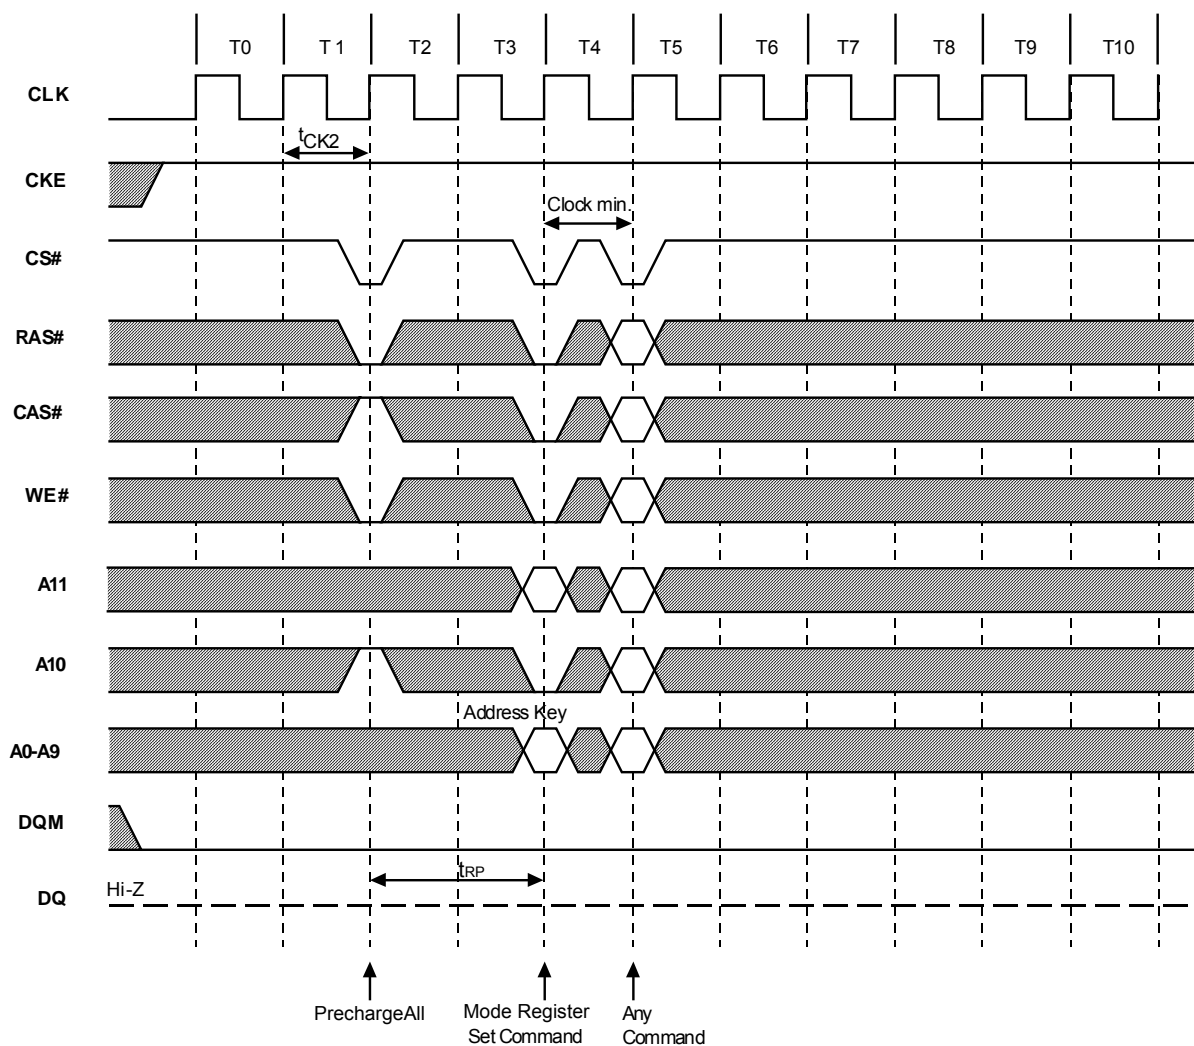 T0 T 1 T2 T3 T4 T5 T6 T7 T8 T9 T10
CLK
tCK2
CKE
Clock min.
CS#
RAS#
CAS#
WE#
A11
A10
Address Key
A0-A9
DQM
tRP
Hi-Z
DQ
PrechargeAll
Mode Register
Set Command
Any
Command